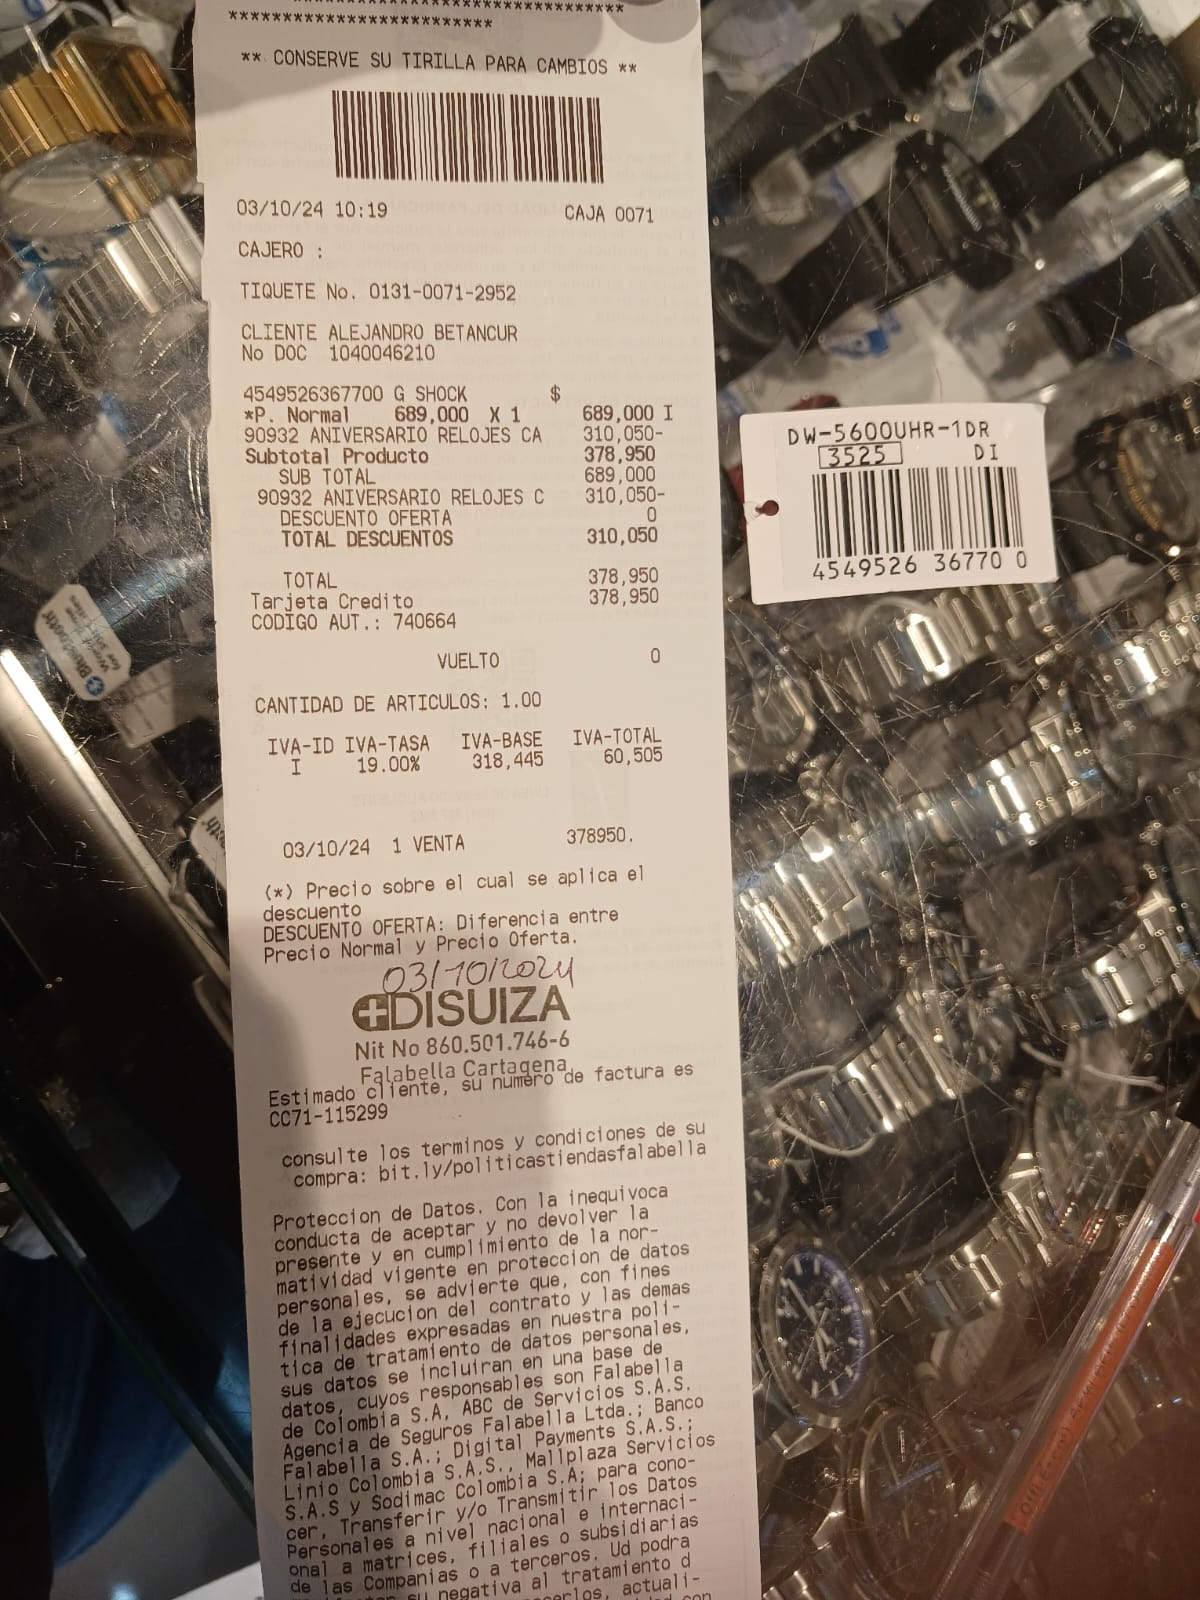 ** CONSERVE SU TIRILLA PARA CAMBIOS **
03/10/24 10:19 CAJA 0071
CAJERO :
TIQUETE No. 0131-0071-2952
CLIENTE ALEJANDRO BETANCUR
No DOC 1040046210
4549526367700 G SHOCK $
*P. Normal 689,000 X 1 689,000 I
90932 ANIVERSARIO RELOJES CA 310,050-
Subtotal Producto 378,950
SUB TOTAL 689,000
90932 ANIVERSARIO RELOJES C 310,050-
DESCUENTO OFERTA 0
TOTAL DESCUENTOS 310,050
TOTAL 378,950
Tarjeta Credito 378,950
CODIGO AUT.: 740664
VUELTO 0
CANTIDAD DE ARTICULOS: 1.00
IVA-ID IVA-TASA IVA-BASE IVA-TOTAL
I 19.00% 318,445 60,505
03/10/24 1 VENTA 378950.
(*) Precio sobre el cual se aplica el
descuento
DESCUENTO OFERTA: Diferencia entre
Precio Normal y Precio Oferta.
03/10/2024
DISUIZA
Nit No 860.501.746-6
Falabella Cartagena
Estimado cliente, su numero de factura es
CC71-115299
consulte los terminos y condiciones de su
compra: bit.ly/politicastiendasfalabella
Proteccion de Datos. Con la inequivoca
conducta de aceptar y no devolver la
presente y en cumplimiento de la nor-
matividad vigente en proteccion de datos
personales, se advierte que, con fines
de la ejecucion del contrato y las demas
finalidades expresadas en nuestra poli-
tica de tratamiento de datos personales,
sus datos se incluiran en una base de
datos, cuyos responsables son Falabella
de Colombia S.A, ABC de Servicios S.A.S.
Agencia de Seguros Falabella Ltda.; Banco
Falabella S.A.; Digital Payments S.A.S.;
Linio Colombia S.A.S., Mallplaza Servicios
S.A.S y Sodimac Colombia S.A; para cono-
cer, Transferir y/o Transmitir los Datos
Personales a nivel nacional e internaci-
onal a matrices, filiales o subsidiarias
de las Companias o a terceros. Ud podra
su negativa al tratamiento d
actuali-
DW-5600UHR-1DR
3525 DI
4549526 36770 0
Bluetooth